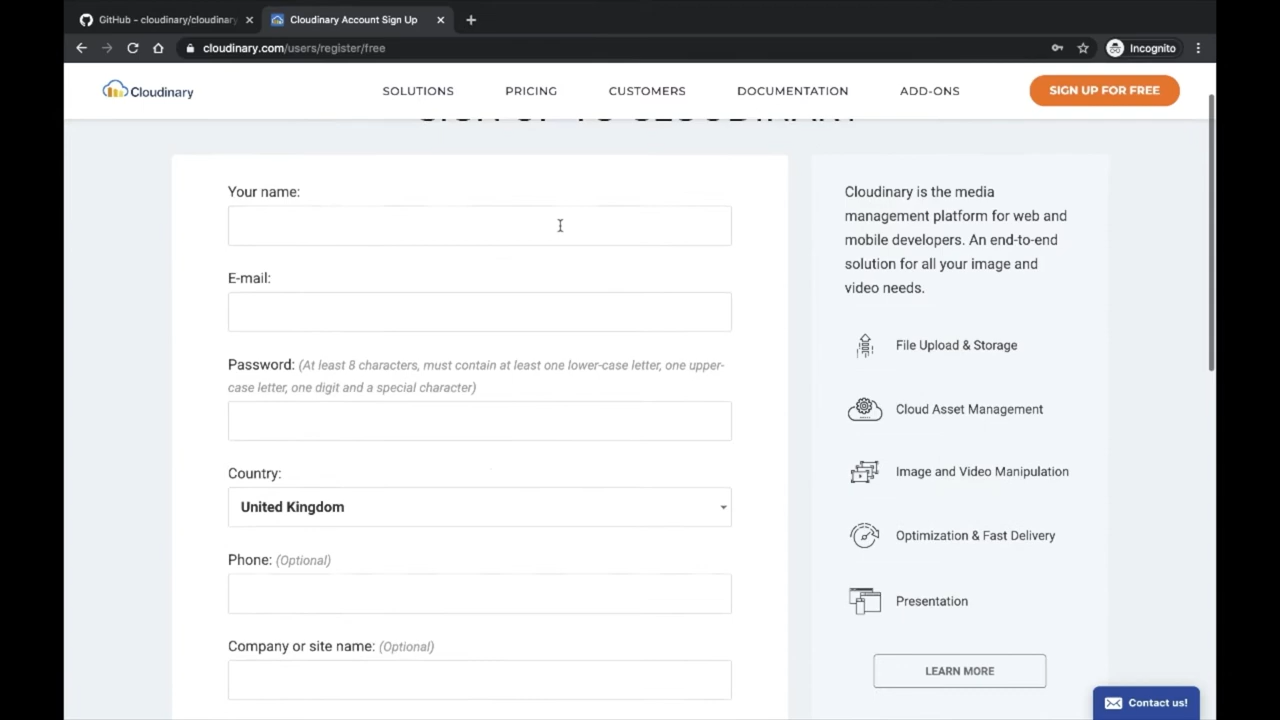 GitHub - cloudinary/cloudinary
Cloudinary Account Sign Up
cloudinary.com/users/register/free
Incognito
Cloudinary
SOLUTIONS
PRICING
CUSTOMERS
DOCUMENTATION
ADD-ONS
SIGN UP FOR FREE
SIGN UP TO CLOUDINARY
Your name:
E-mail:
Password: (At least 8 characters, must contain at least one lower-case letter, one upper-
case letter, one digit and a special character)
Country:
United Kingdom
Phone: (Optional)
Company or site name: (Optional)
Cloudinary is the media
management platform for web and
mobile developers. An end-to-end
solution for all your image and
video needs.
File Upload & Storage
Cloud Asset Management
Image and Video Manipulation
Optimization & Fast Delivery
Presentation
LEARN MORE
Contact us!